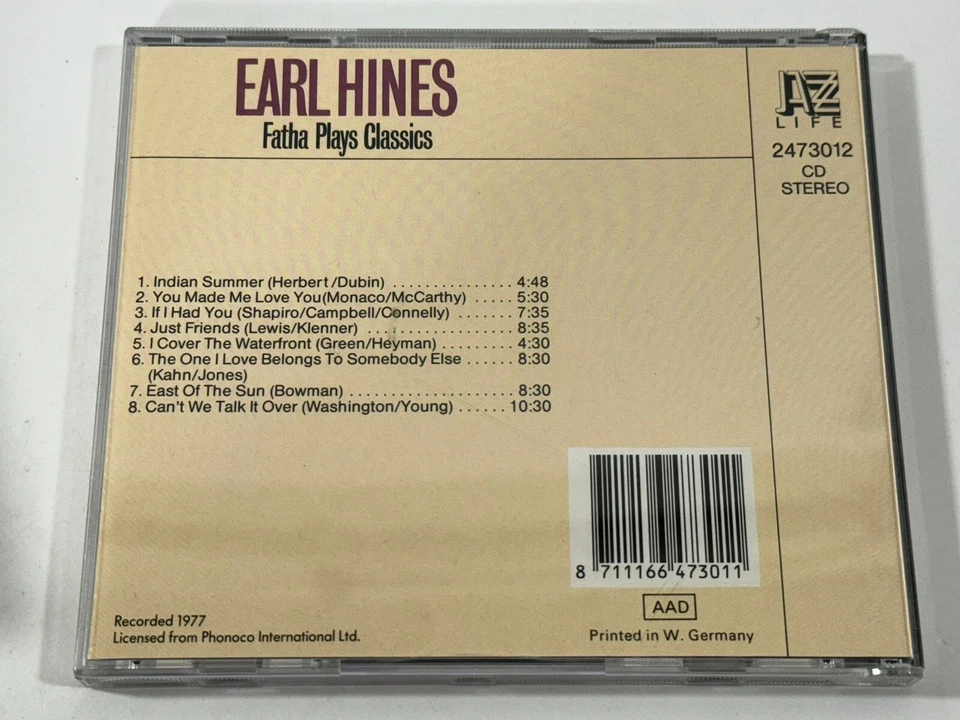 EARL HINES
Fatha Plays Classics
JAZZ
LIFE
2473012
CD
STEREO
1. Indian Summer (Herbert/Dubin) . . . . . . . . . . . . . . . 4:48
2. You Made Me Love You(Monaco/McCarthy) . . . . . 5:30
3. If I Had You (Shapiro/Campbell/Connelly) . . . . . . . 7:35
4. Just Friends (Lewis/Klenner) . . . . . . . . . . . . . . . . . 8:35
5. I Cover The Waterfront (Green/Heyman) . . . . . . . . 4:30
6. The One I Love Belongs To Somebody Else . . . . . . 8:30
(Kahn/Jones)
7. East Of The Sun (Bowman) . . . . . . . . . . . . . . . . . . . 8:30
8. Can't We Talk It Over (Washington/Young) . . . . . . 10:30
8 711166 473011
AAD
Printed in W. Germany
Recorded 1977
Licensed from Phonoco International Ltd.